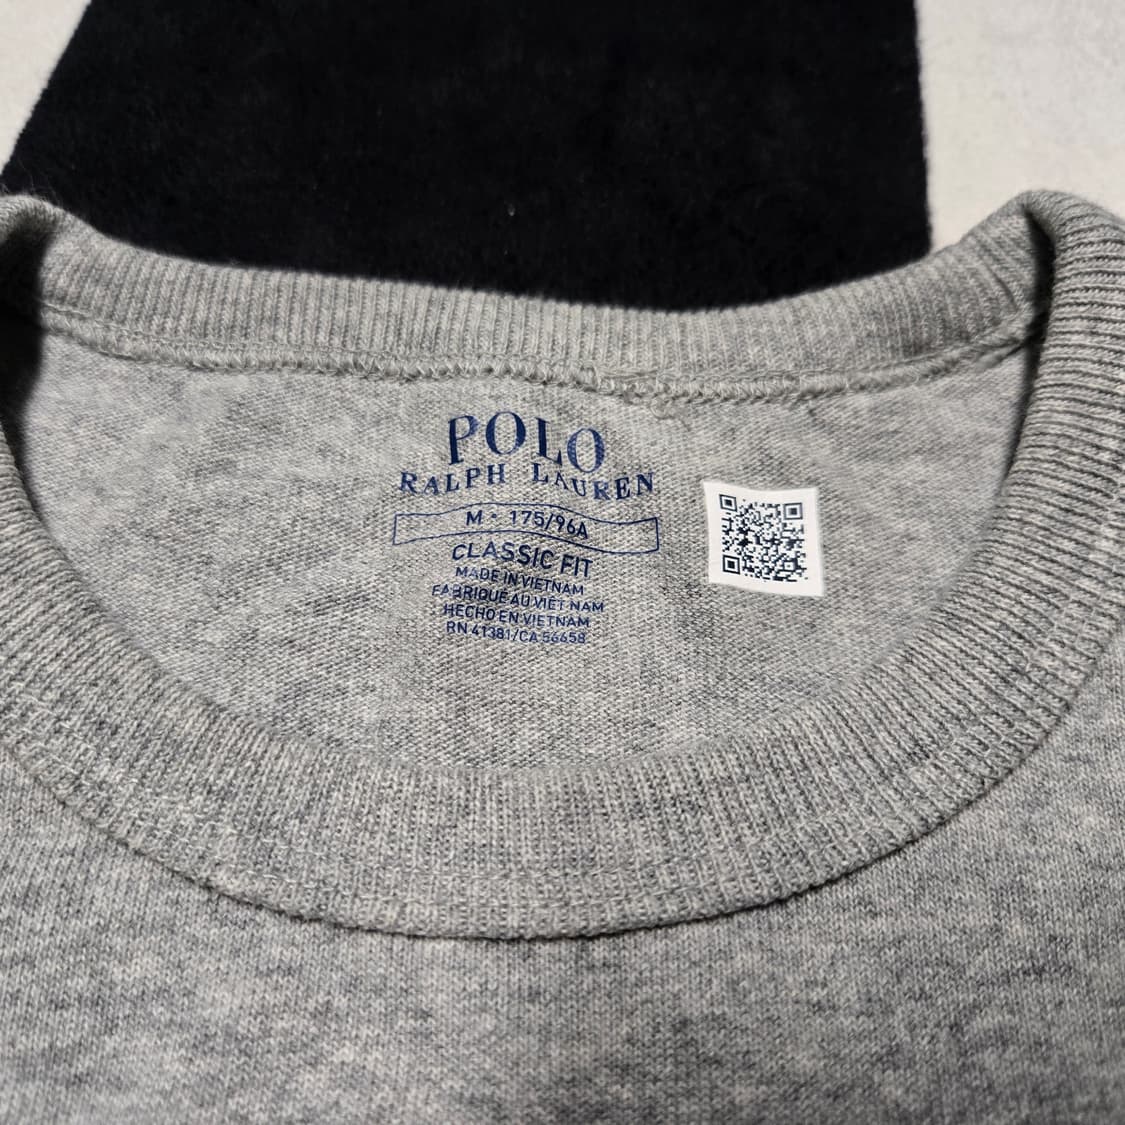 POLO
RALPH LAUREN
M - 175/96A
CLASSIC FIT
MADE IN VIETNAM
FABRIQUÉ AU VIÊT NAM
HECHO EN VIETNAM
RN 41381/CA 56658